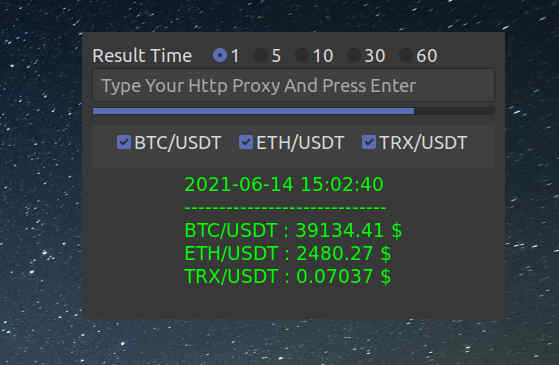 Result Time 1 5 10 30 60
Type Your Http Proxy And Press Enter
BTC/USDT ETH/USDT TRX/USDT
2021-06-14 15:02:40
----------------------------
BTC/USDT : 39134.41 $
ETH/USDT : 2480.27 $
TRX/USDT : 0.07037 $